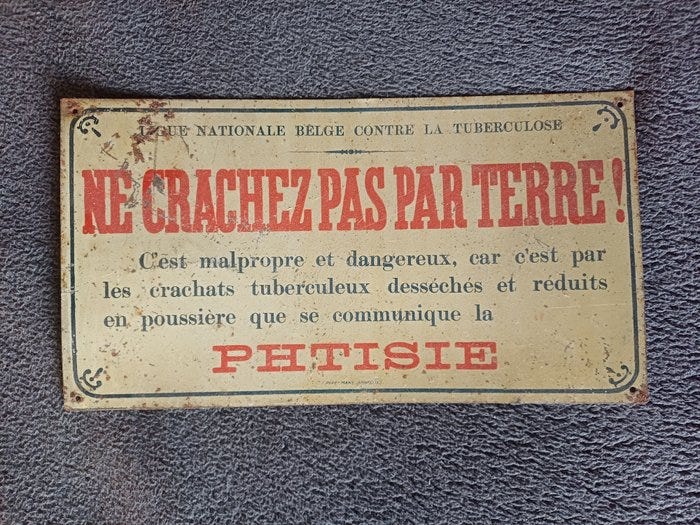 LIGUE NATIONALE BELGE CONTRE LA TUBERCULOSE
NE CRACHEZ PAS PAR TERRE !
C'est malpropre et dangereux, car c'est par
les crachats tuberculeux desséchés et réduits
en poussière que se communique la
PHTISIE